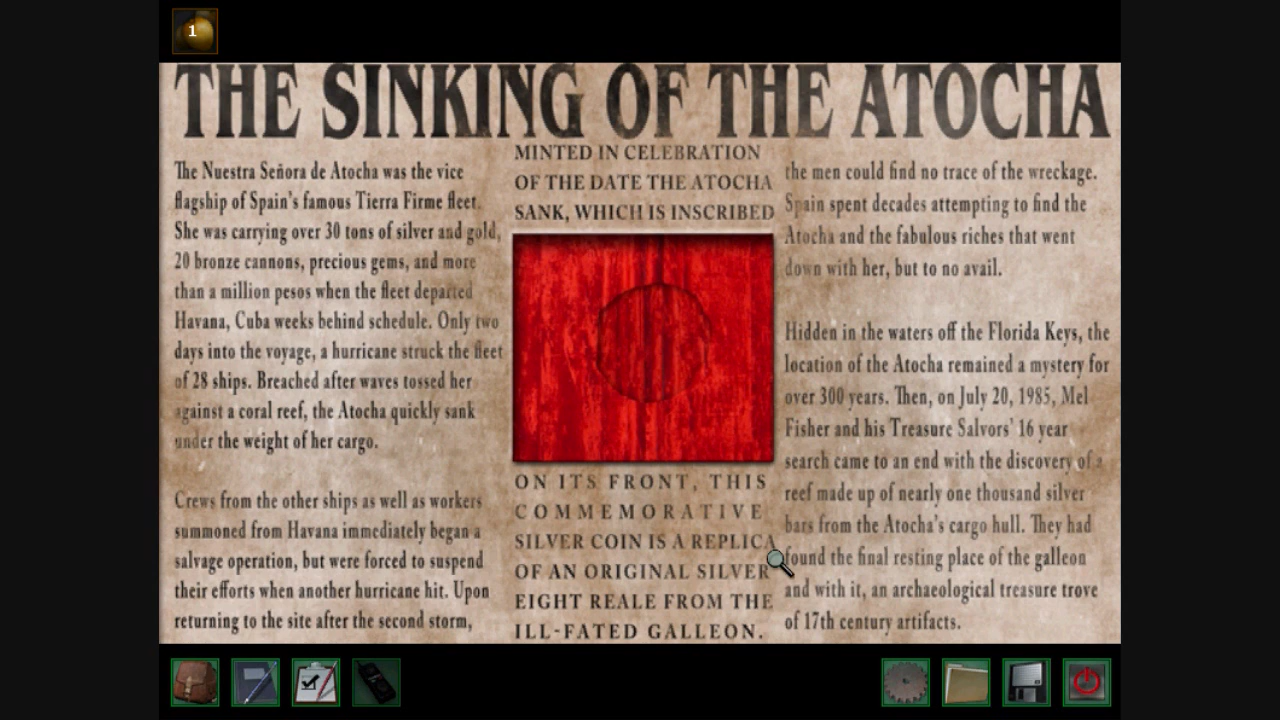 1
THE SINKING OF THE ATOCHA
The Nuestra Señora de Atocha was the vice
flagship of Spain's famous Tierra Firme fleet.
She was carrying over 30 tons of silver and gold,
20 bronze cannons, precious gems, and more
than a million pesos when the fleet departed
Havana, Cuba weeks behind schedule. Only two
days into the voyage, a hurricane struck the fleet
of 28 ships. Breached after waves tossed her
against a coral reef, the Atocha quickly sank
under the weight of her cargo.
Crews from the other ships as well as workers
summoned from Havana immediately began a
salvage operation, but were forced to suspend
their efforts when another hurricane hit. Upon
returning to the site after the second storm,
MINTED IN CELEBRATION
OF THE DATE THE ATOCHA
SANK, WHICH IS INSCRIBED
ON ITS FRONT, THIS
COMMEMORATIVE
SILVER COIN IS A REPLICA
OF AN ORIGINAL SILVER
EIGHT REALE FROM THE
ILL-FATED GALLEON.
the men could find no trace of the wreckage.
Spain spent decades attempting to find the
Atocha and the fabulous riches that went
down with her, but to no avail.
Hidden in the waters off the Florida Keys, the
location of the Atocha remained a mystery for
over 300 years. Then, on July 20, 1985, Mel
Fisher and his Treasure Salvors' 16 year
search came to an end with the discovery of a
reef made up of nearly one thousand silver
bars from the Atocha's cargo hull. They had
found the final resting place of the galleon
and with it, an archaeological treasure trove
of 17th century artifacts.